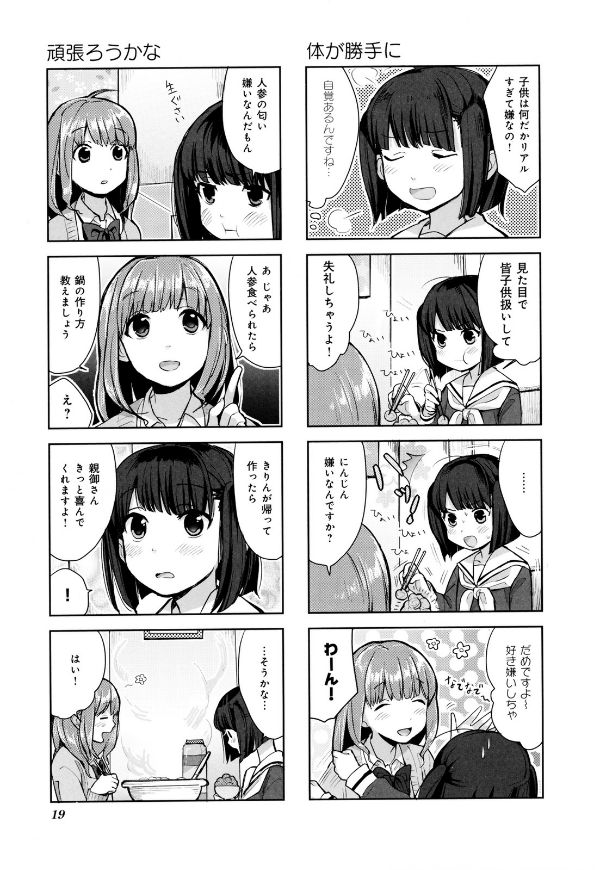 体が勝手に
子供は何だかリアル
すぎて嫌なの!
自覚あるんですね…
見た目で
皆子供扱いして
失礼しちゃうよ!
ひょい
ひょい
ひょい
ひょい
……
にんじん
嫌いなんですか?
だめですよ~
好き嫌いしちゃ
なでなで~
わーん!
頑張ろうかな
人参の匂い
嫌いなんだもん
生ぐさい
あ じゃあ
人参食べられたら
鍋の作り方
教えましょう
え?
きりんが帰って
作ったら
親御さん
きっと喜んで
くれますよ!
!
…そうかな…
はい!
19